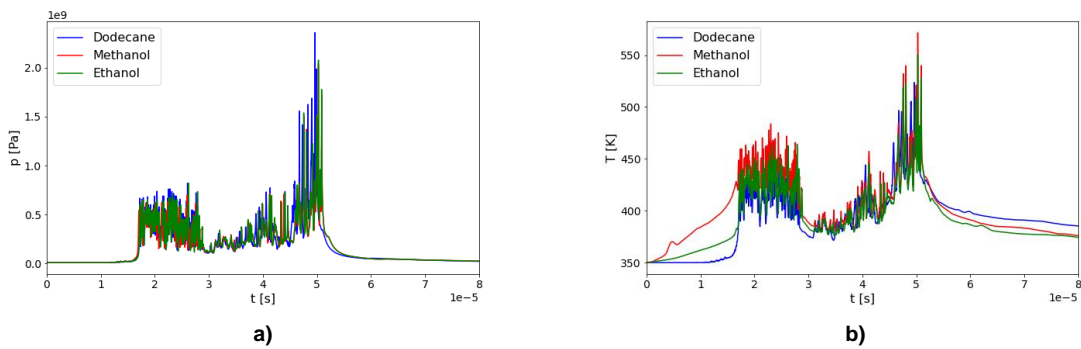 1e9
Dodecane
Methanol
Ethanol
p [Pa]
2.0
1.5
1.0
0.5
0.0
0 1 2 3 4 5 6 7 8
t [s] 1e−5
a)
Dodecane
Methanol
Ethanol
T [K]
550
500
450
400
350
0 1 2 3 4 5 6 7 8
t [s] 1e−5
b)